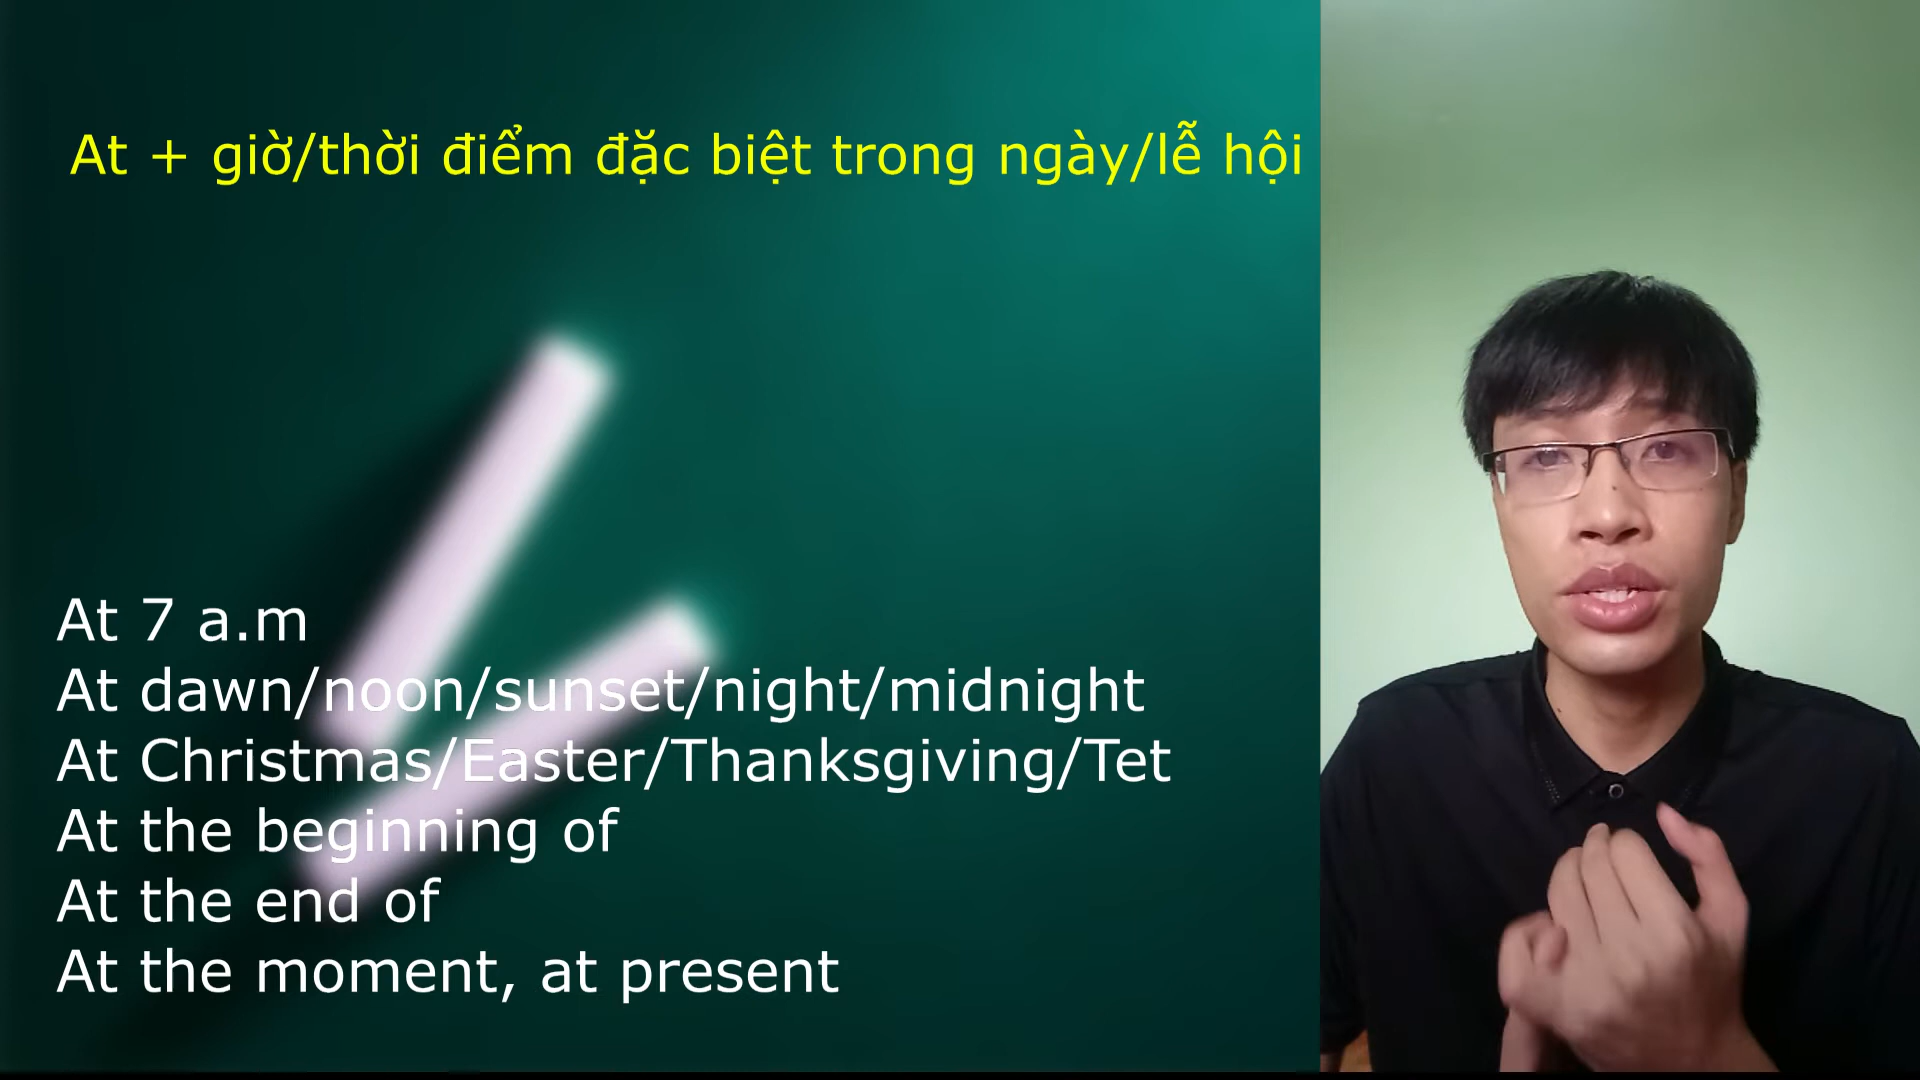 At + giờ/thời điểm đặc biệt trong ngày/lễ hội
At 7 a.m
At dawn/noon/sunset/night/midnight
At Christmas/Easter/Thanksgiving/Tet
At the beginning of
At the end of
At the moment, at present